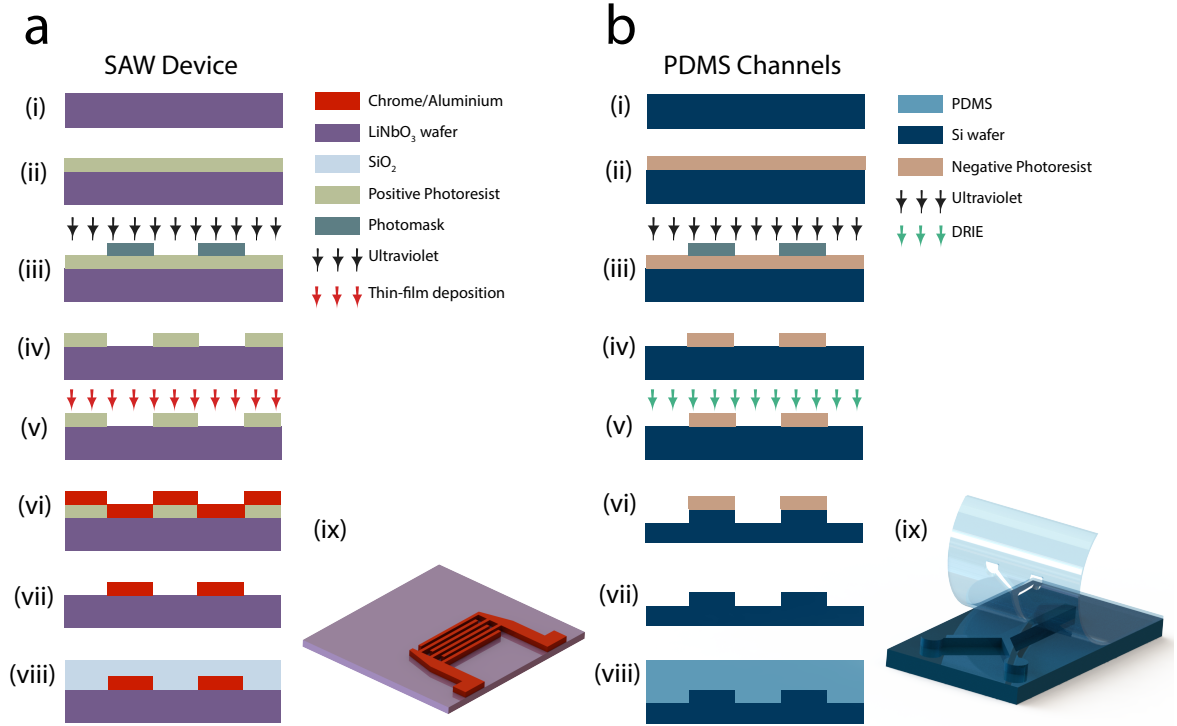 a
SAW Device
(i)
(ii)
(iii)
(iv)
(v)
(vi)
(vii)
(viii)
(ix)
Chrome/Aluminium
LiNbO₃ wafer
SiO₂
Positive Photoresist
Photomask
Ultraviolet
Thin-film deposition
b
PDMS Channels
(i)
(ii)
(iii)
(iv)
(v)
(vi)
(vii)
(viii)
(ix)
PDMS
Si wafer
Negative Photoresist
Ultraviolet
DRIE